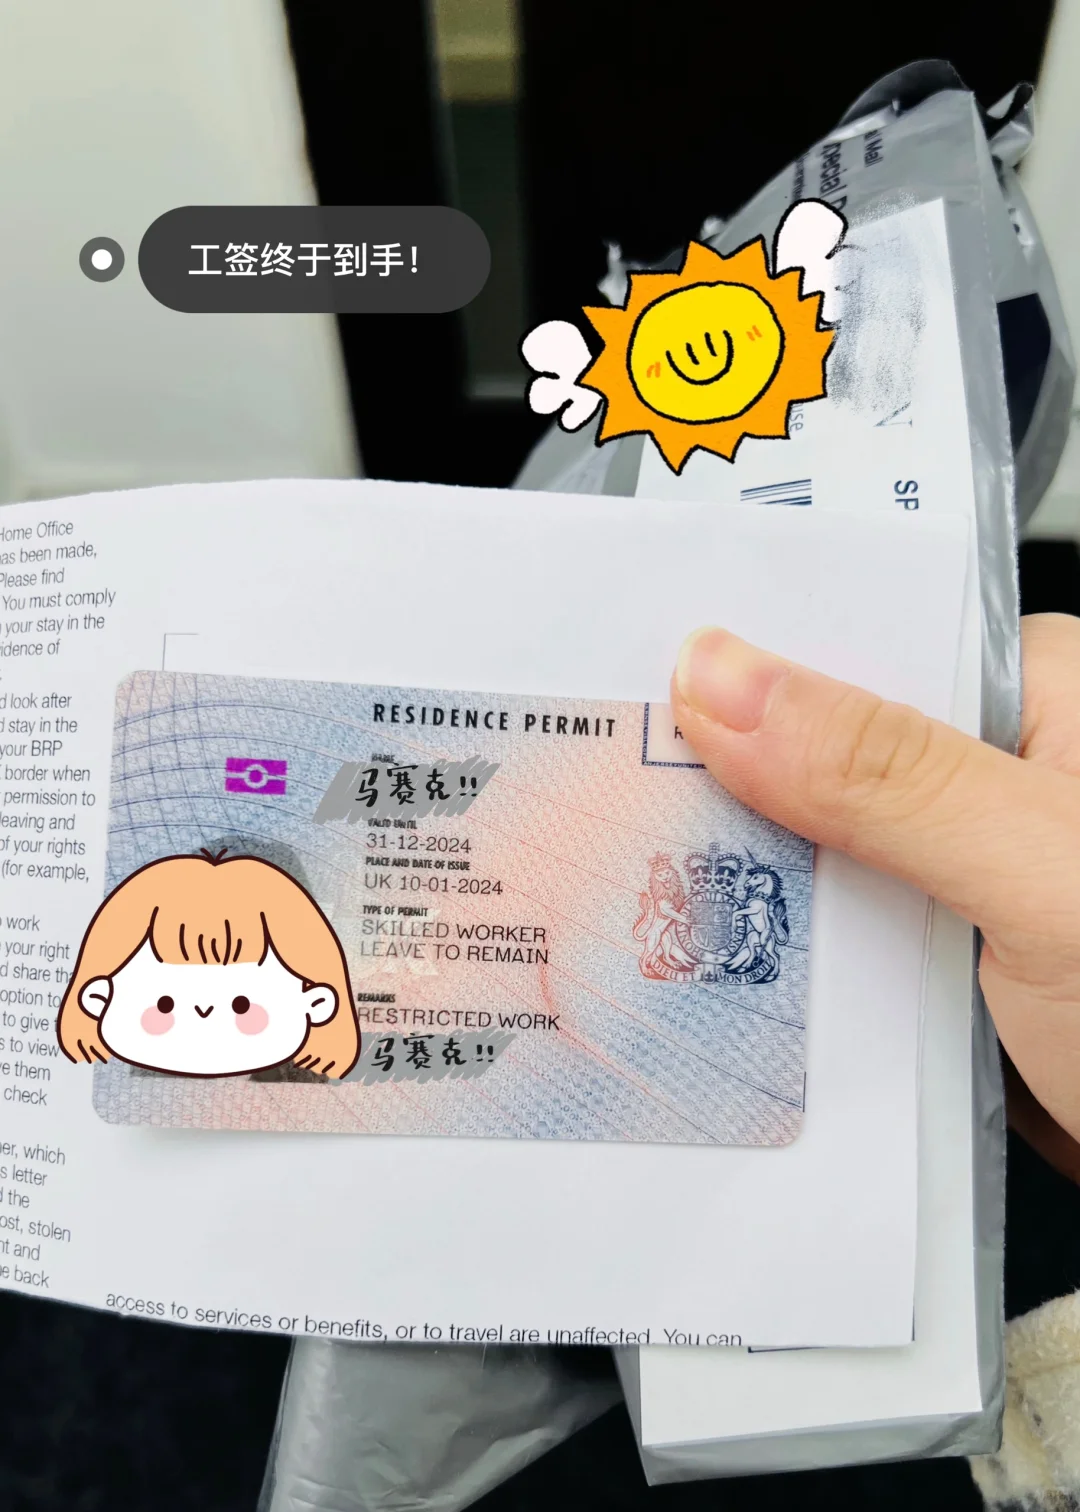 工签终于到手！
Mail
SP
Home Office
as been made,
Please find
You must comply
your stay in the
idence of
look after
stay in the
your BRP
border when
permission to
leaving and
of your rights
(for example,
work
your right
share tha
option to
to give
s to view
ve them
check
er, which
s letter
the
ost, stolen
nt and
e back
access to services or benefits, or to travel are unaffected. You can
RESIDENCE PERMIT
R
NAME
马赛克!!
VALID UNTIL
31-12-2024
PLACE AND DATE OF ISSUE
UK 10-01-2024
TYPE OF PERMIT
SKILLED WORKER
LEAVE TO REMAIN
REMARKS
RESTRICTED WORK
马赛克!!
DIEU ET MON DROIT